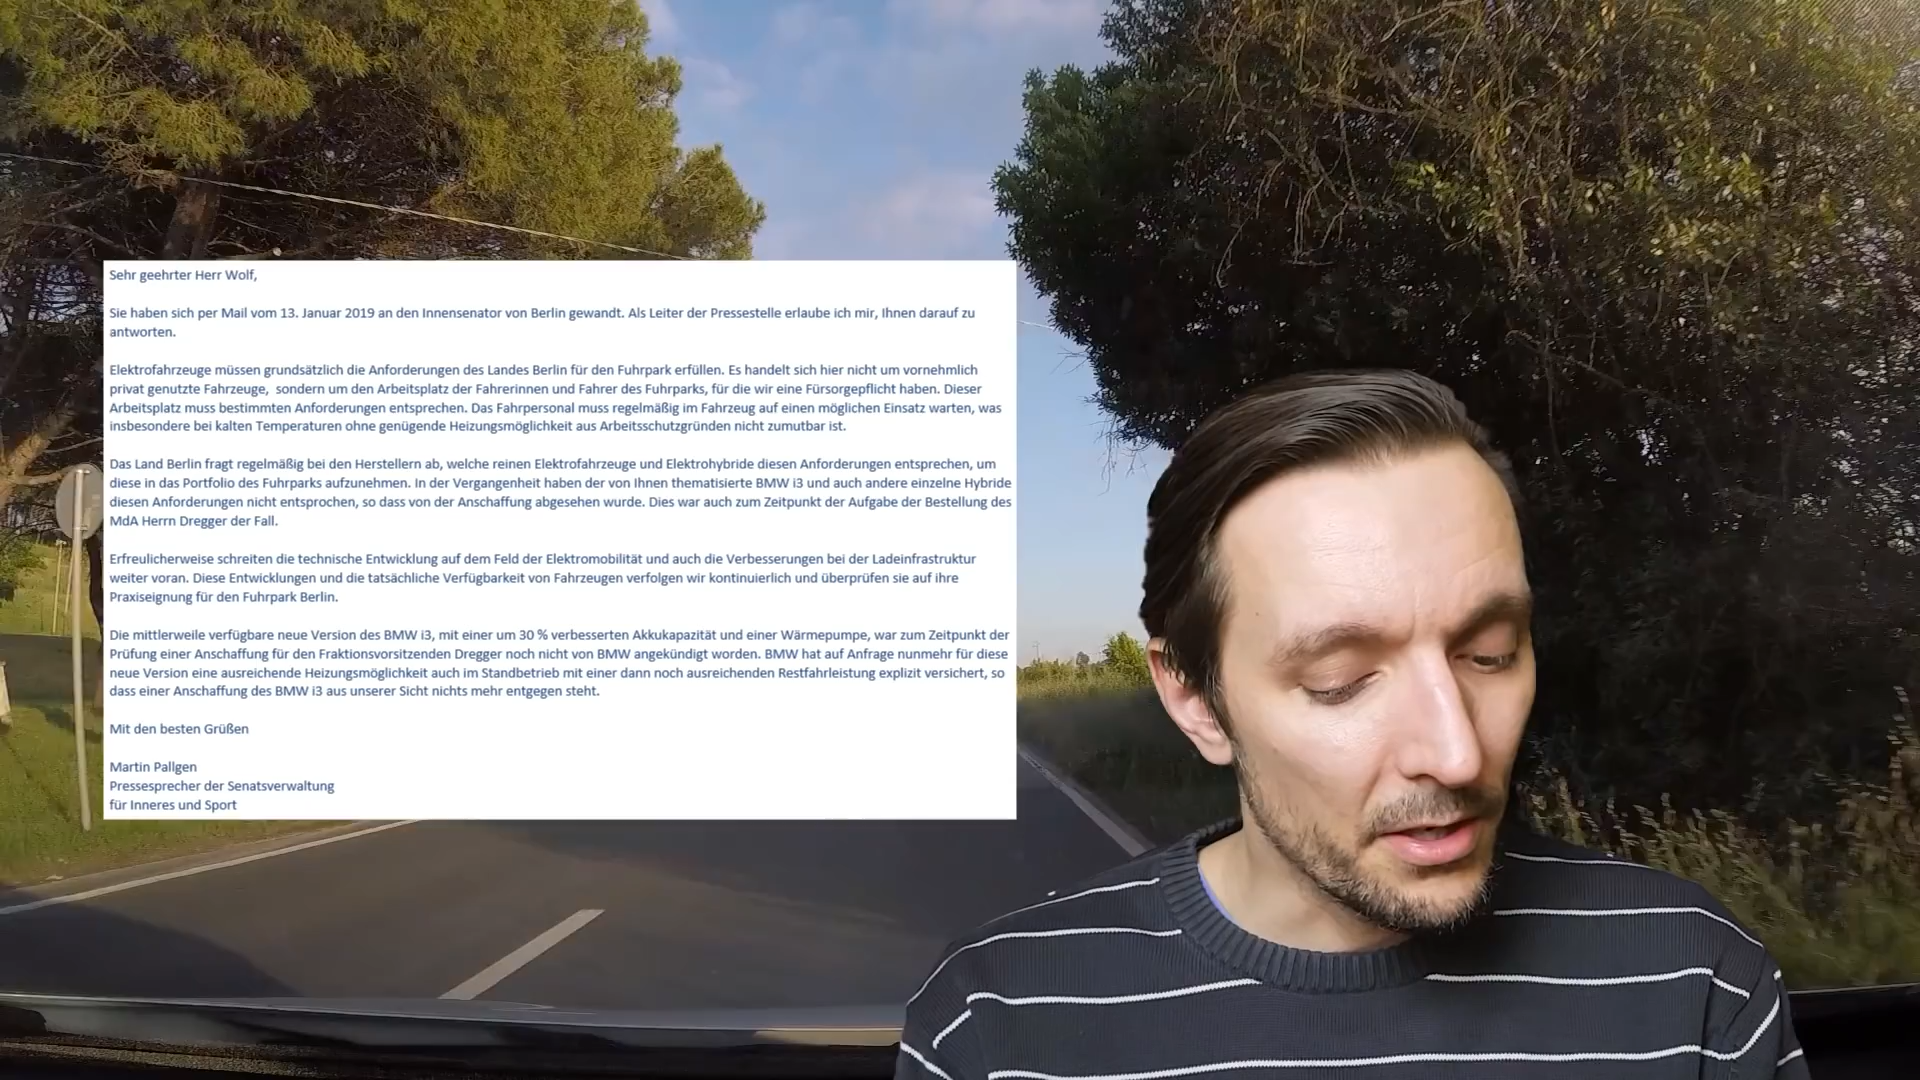 Sehr geehrter Herr Wolf,
Sie haben sich per Mail vom 13. Januar 2019 an den Innensenator von Berlin gewandt. Als Leiter der Pressestelle erlaube ich mir, Ihnen darauf zu
antworten.
Elektrofahrzeuge müssen grundsätzlich die Anforderungen des Landes Berlin für den Fuhrpark erfüllen. Es handelt sich hier nicht um vornehmlich
privat genutzte Fahrzeuge,  sondern um den Arbeitsplatz der Fahrerinnen und Fahrer des Fuhrparks, für die wir eine Fürsorgepflicht haben. Dieser
Arbeitsplatz muss bestimmten Anforderungen entsprechen. Das Fahrpersonal muss regelmäßig im Fahrzeug auf einen möglichen Einsatz warten, was
insbesondere bei kalten Temperaturen ohne genügende Heizungsmöglichkeit aus Arbeitsschutzgründen nicht zumutbar ist.
Das Land Berlin fragt regelmäßig bei den Herstellern ab, welche reinen Elektrofahrzeuge und Elektrohybride diesen Anforderungen entsprechen, um
diese in das Portfolio des Fuhrparks aufzunehmen. In der Vergangenheit haben der von Ihnen thematisierte BMW i3 und auch andere einzelne Hybride
diesen Anforderungen nicht entsprochen, so dass von der Anschaffung abgesehen wurde. Dies war auch zum Zeitpunkt der Aufgabe der Bestellung des
MdA Herrn Dregger der Fall.
Erfreulicherweise schreiten die technische Entwicklung auf dem Feld der Elektromobilität und auch die Verbesserungen bei der Ladeinfrastruktur
weiter voran. Diese Entwicklungen und die tatsächliche Verfügbarkeit von Fahrzeugen verfolgen wir kontinuierlich und überprüfen sie auf ihre
Praxiseignung für den Fuhrpark Berlin.
Die mittlerweile verfügbare neue Version des BMW i3, mit einer um 30 % verbesserten Akkukapazität und einer Wärmepumpe, war zum Zeitpunkt der
Prüfung einer Anschaffung für den Fraktionsvorsitzenden Dregger noch nicht von BMW angekündigt worden. BMW hat auf Anfrage nunmehr für diese
neue Version eine ausreichende Heizungsmöglichkeit auch im Standbetrieb mit einer dann noch ausreichenden Restfahrleistung explizit versichert, so
dass einer Anschaffung des BMW i3 aus unserer Sicht nichts mehr entgegen steht.
Mit den besten Grüßen
Martin Pallgen
Pressesprecher der Senatsverwaltung
für Inneres und Sport